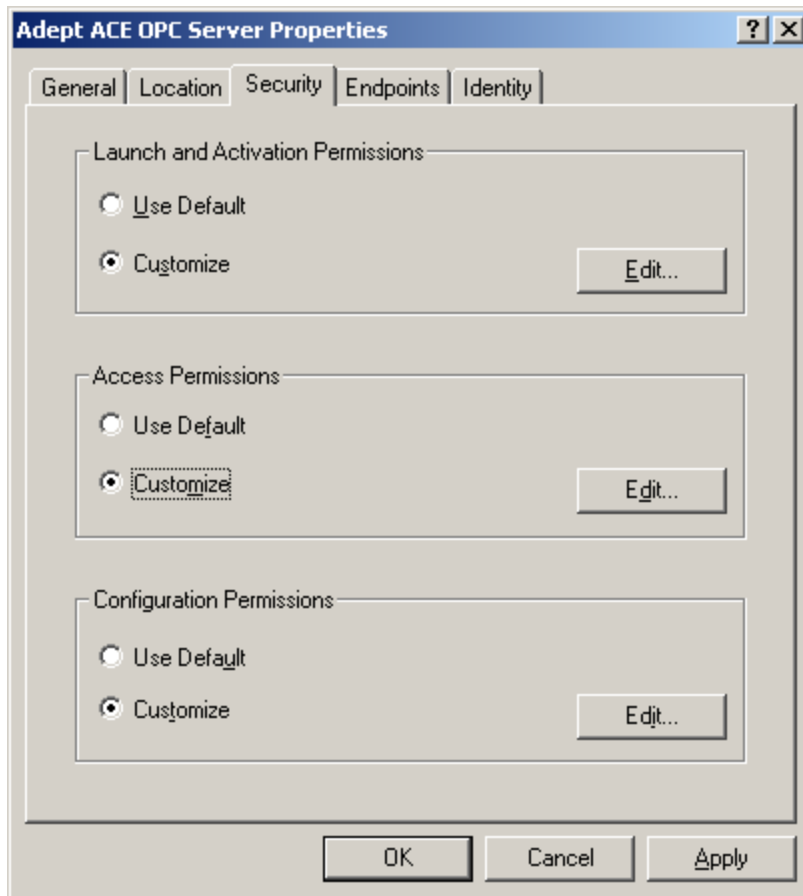 Adept ACE OPC Server Properties
General Location Security Endpoints Identity
Launch and Activation Permissions
Use Default
Customize
Edit...
Access Permissions
Use Default
Customize
Edit...
Configuration Permissions
Use Default
Customize
Edit...
OK Cancel Apply